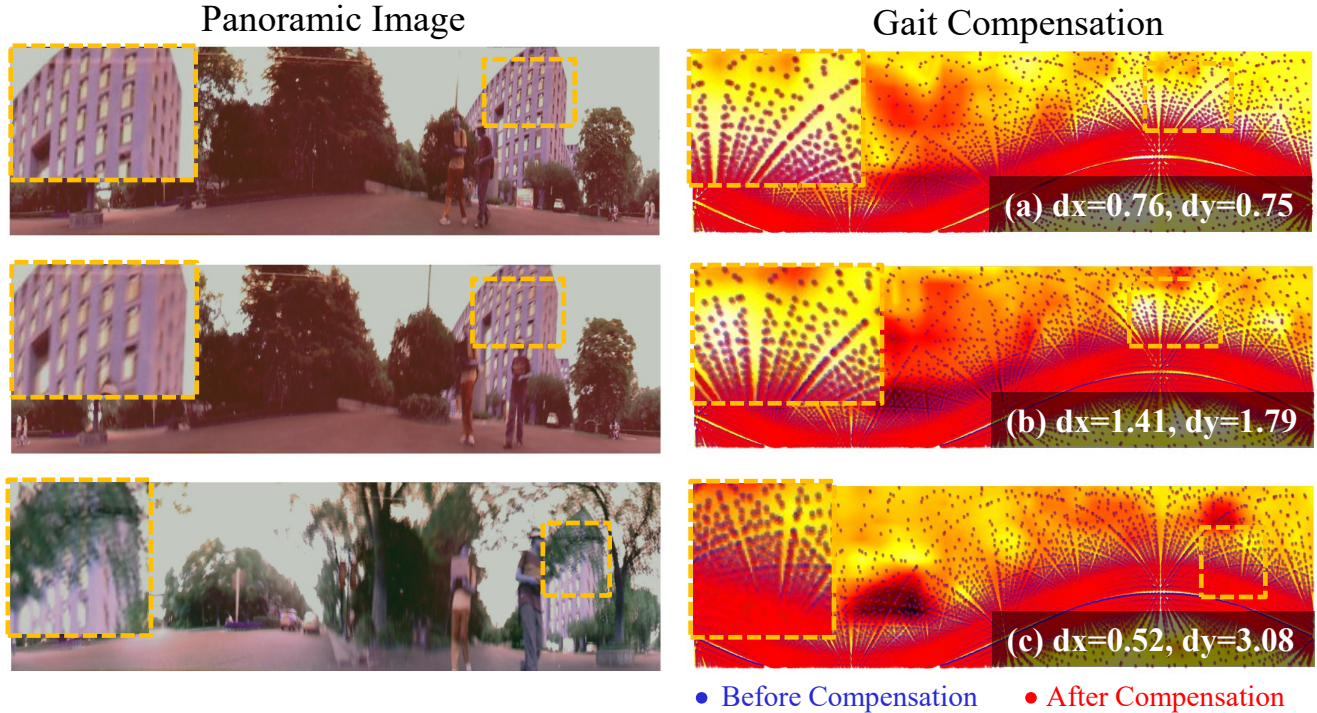 Panoramic Image
Gait Compensation
(a) dx=0.76, dy=0.75
(b) dx=1.41, dy=1.79
(c) dx=0.52, dy=3.08
Before Compensation
After Compensation